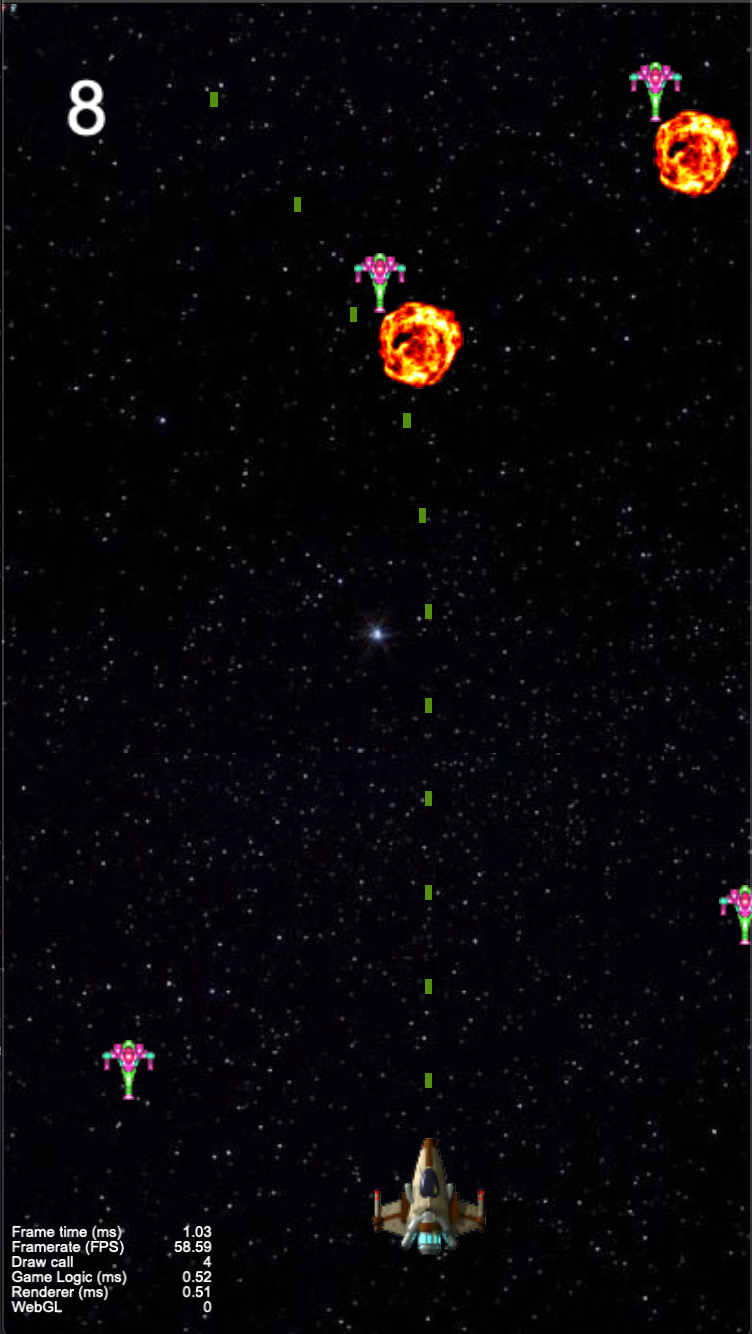 8
Frame time (ms) 1.03
Framerate (FPS) 58.59
Draw call 4
Game Logic (ms) 0.52
Renderer (ms) 0.51
WebGL 0